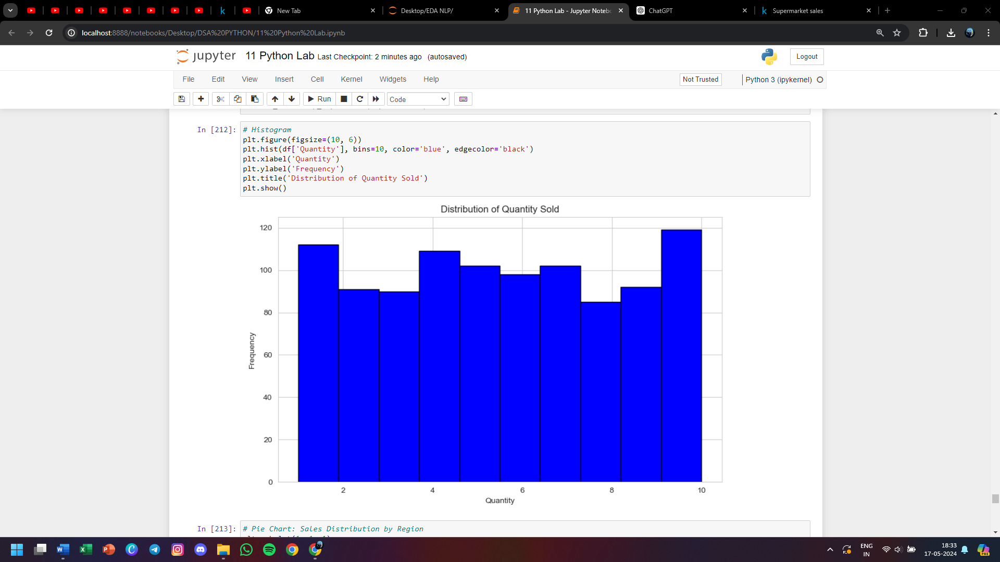 New Tab
Desktop/EDA NLP/
11 Python Lab - Jupyter Notebo
ChatGPT
Supermarket sales
localhost:8888/notebooks/Desktop/DSA%20PYTHON/11%20Python%20Lab.ipynb
jupyter 11 Python Lab Last Checkpoint: 2 minutes ago (autosaved)
Logout
File Edit View Insert Cell Kernel Widgets Help
Not Trusted
Python 3 (ipykernel)
Run
Code
In [212]:
# Histogram
plt.figure(figsize=(10, 6))
plt.hist(df['Quantity'], bins=10, color='blue', edgecolor='black')
plt.xlabel('Quantity')
plt.ylabel('Frequency')
plt.title('Distribution of Quantity Sold')
plt.show()
Distribution of Quantity Sold
120
100
80
60
40
20
0
Frequency
2 4 6 8 10
Quantity
In [213]:
# Pie Chart: Sales Distribution by Region
ENG
IN
18:33
17-05-2024